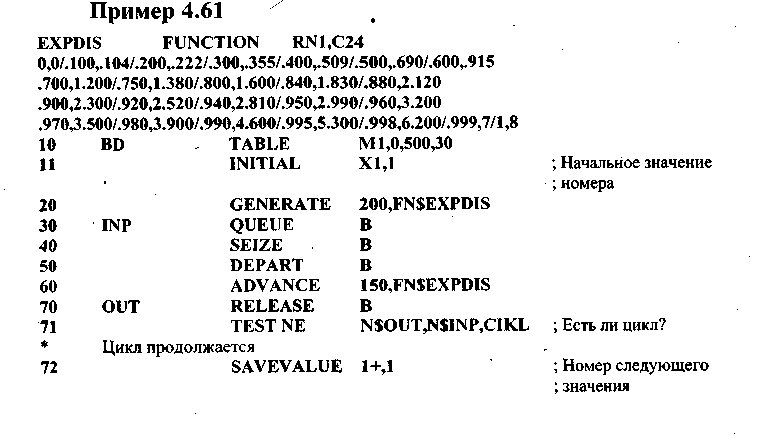 Пример 4.61
EXPDIS FUNCTION RN1,C24
0,0/.100,.104/.200,.222/.300,.355/.400,.509/.500,.690/.600,.915
.700,1.200/.750,1.380/.800,1.600/.840,1.830/.880,2.120
.900,2.300/.920,2.520/.940,2.810/.950,2.990/.960,3.200
.970,3.500/.980,3.900/.990,4.600/.995,5.300/.998,6.200/.999,7/1,8
10 BD TABLE M1,0,500,30
11 INITIAL X1,1 ; Начальное значение
; номера
20 GENERATE 200,FN$EXPDIS
30 INP QUEUE B
40 SEIZE B
50 DEPART B
60 ADVANCE 150,FN$EXPDIS
70 OUT RELEASE B
71 TEST NE N$OUT,N$INP,CIKL ; Есть ли цикл?
* Цикл продолжается
72 SAVEVALUE 1+,1 ; Номер следующего
; значения